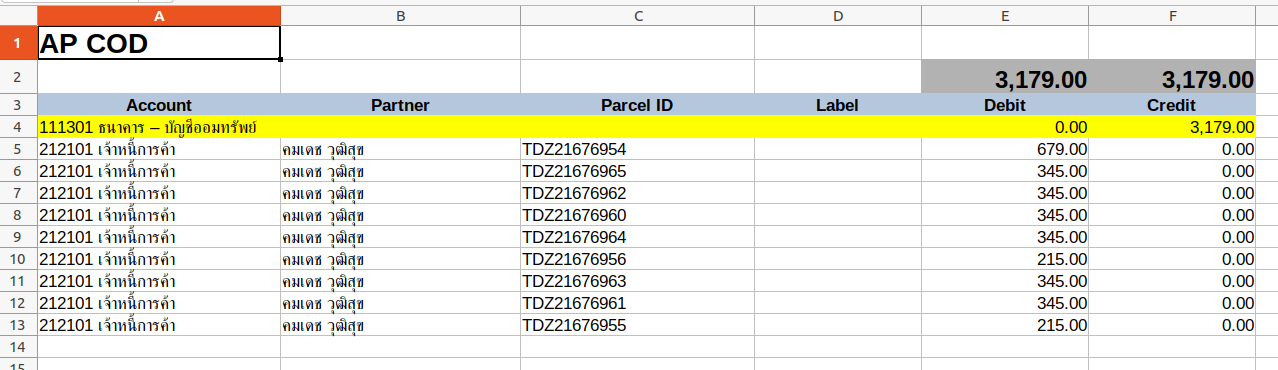 A B C D E F
1 AP COD
2 3,179.00 3,179.00
3 Account Partner Parcel ID Label Debit Credit
4 111301 ธนาคาร – บัญชีออมทรัพย์ 0.00 3,179.00
5 212101 เจ้าหนี้การค้า คมเดช วุฒิสุข TDZ21676954 679.00 0.00
6 212101 เจ้าหนี้การค้า คมเดช วุฒิสุข TDZ21676965 345.00 0.00
7 212101 เจ้าหนี้การค้า คมเดช วุฒิสุข TDZ21676962 345.00 0.00
8 212101 เจ้าหนี้การค้า คมเดช วุฒิสุข TDZ21676960 345.00 0.00
9 212101 เจ้าหนี้การค้า คมเดช วุฒิสุข TDZ21676964 345.00 0.00
10 212101 เจ้าหนี้การค้า คมเดช วุฒิสุข TDZ21676956 215.00 0.00
11 212101 เจ้าหนี้การค้า คมเดช วุฒิสุข TDZ21676963 345.00 0.00
12 212101 เจ้าหนี้การค้า คมเดช วุฒิสุข TDZ21676961 345.00 0.00
13 212101 เจ้าหนี้การค้า คมเดช วุฒิสุข TDZ21676955 215.00 0.00
14
15